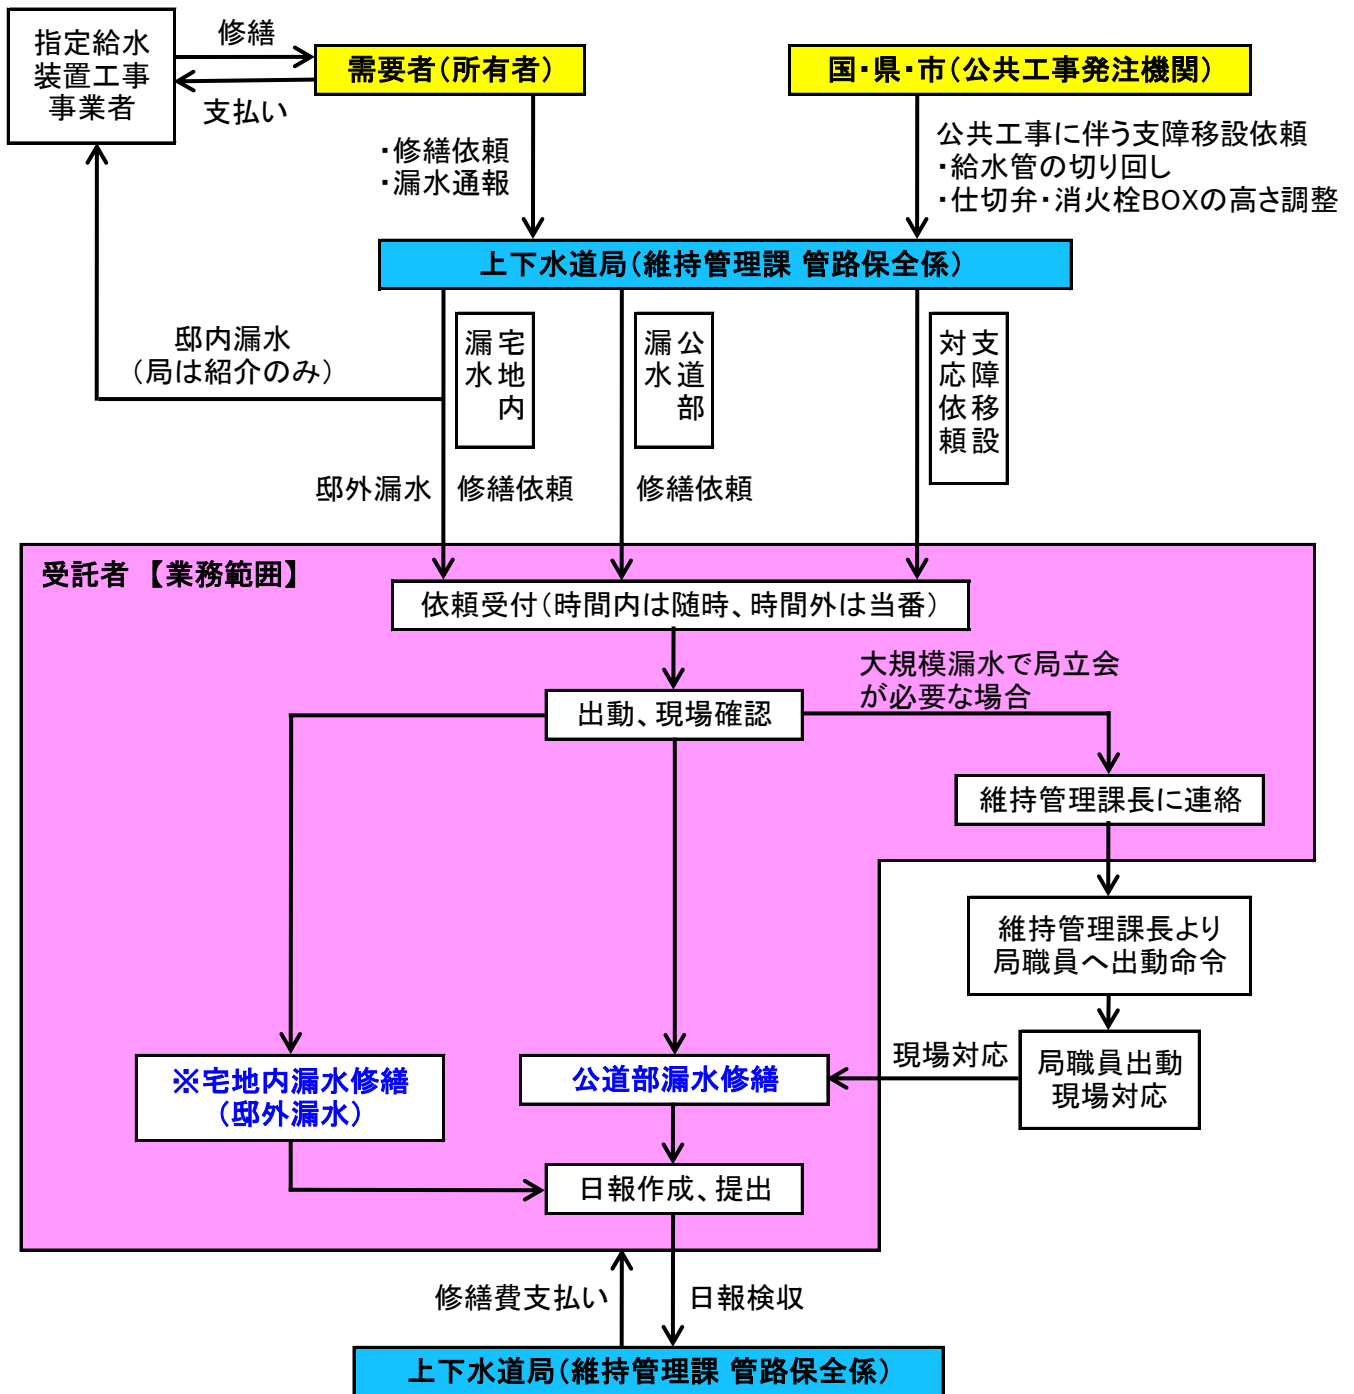 指定給水
装置工事
事業者
修繕
支払い
需要者(所有者)
国・県・市(公共工事発注機関)
・修繕依頼
・漏水通報
公共工事に伴う支障移設依頼
・給水管の切り回し
・仕切弁・消火栓BOXの高さ調整
上下水道局(維持管理課 管路保全係)
邸内漏水
(局は紹介のみ)
宅地内
漏水
公道部
漏水
支障移設
対応依頼
邸外漏水
修繕依頼
修繕依頼
受託者 【業務範囲】
依頼受付(時間内は随時、時間外は当番)
大規模漏水で局立会
が必要な場合
出動、現場確認
維持管理課長に連絡
維持管理課長より
局職員へ出動命令
局職員出動
現場対応
現場対応
※宅地内漏水修繕
(邸外漏水)
公道部漏水修繕
日報作成、提出
修繕費支払い
日報検収
上下水道局(維持管理課 管路保全係)